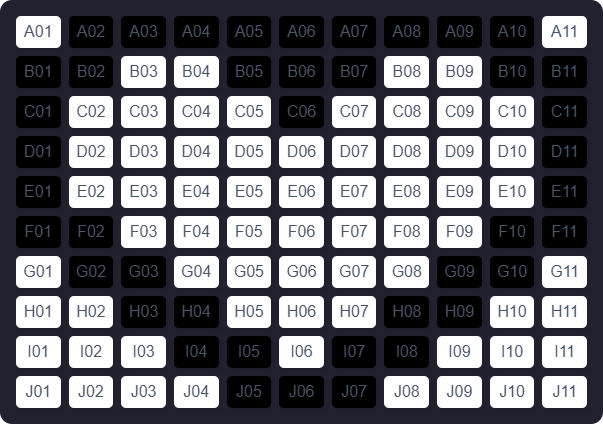 A01 A02 A03 A04 A05 A06 A07 A08 A09 A10 A11
B01 B02 B03 B04 B05 B06 B07 B08 B09 B10 B11
C01 C02 C03 C04 C05 C06 C07 C08 C09 C10 C11
D01 D02 D03 D04 D05 D06 D07 D08 D09 D10 D11
E01 E02 E03 E04 E05 E06 E07 E08 E09 E10 E11
F01 F02 F03 F04 F05 F06 F07 F08 F09 F10 F11
G01 G02 G03 G04 G05 G06 G07 G08 G09 G10 G11
H01 H02 H03 H04 H05 H06 H07 H08 H09 H10 H11
I01 I02 I03 I04 I05 I06 I07 I08 I09 I10 I11
J01 J02 J03 J04 J05 J06 J07 J08 J09 J10 J11